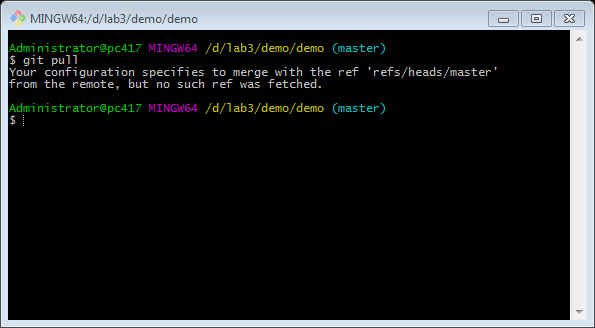 MINGW64:/d/lab3/demo/demo
Administrator@pc417 MINGW64 /d/lab3/demo/demo (master)
$ git pull
Your configuration specifies to merge with the ref 'refs/heads/master'
from the remote, but no such ref was fetched.
Administrator@pc417 MINGW64 /d/lab3/demo/demo (master)
$